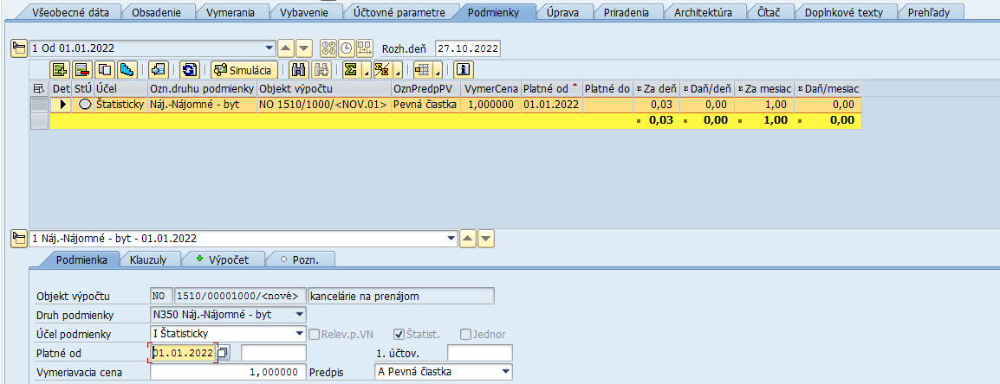 Všeobecné dáta Obsadenie Vymerania Vybavenie Účtovné parametre Podmienky Úprava Priradenia Architektúra Čítač Doplnkové texty Prehľady
1 Od 01.01.2022 Rozh.deň 27.10.2022
Simulácia
Det StÚ Účel Ozn.druhu podmienky Objekt výpočtu OznPredpPV VymerCena Platné od Platné do Σ Za deň Σ Daň/deň Σ Za mesiac Σ Daň/mesiac
Štatisticky Náj.-Nájomné - byt NO 1510/1000/<NOV.01> Pevná čiastka 1,000000 01.01.2022 0,03 0,00 1,00 0,00
0,03 0,00 1,00 0,00
1 Náj.-Nájomné - byt - 01.01.2022
Podmienka Klauzuly Výpočet Pozn.
Objekt výpočtu NO 1510/00001000/<nové> kancelárie na prenájom
Druh podmienky N350 Náj.-Nájomné - byt
Účel podmienky I Štatisticky Relev.p.VN Štatist. Jednor
Platné od 01.01.2022 1. účtov.
Vymeriavacia cena 1,000000 Predpis A Pevná čiastka